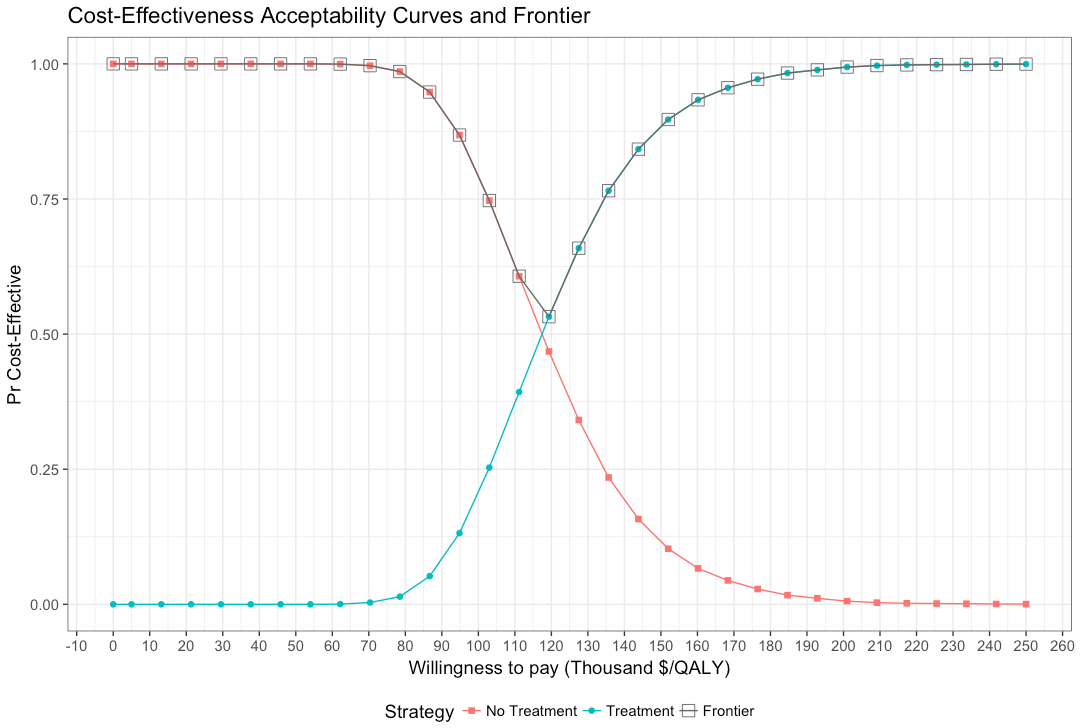 Cost-Effectiveness Acceptability Curves and Frontier
1.00
0.75
0.50
0.25
0.00
Pr Cost-Effective
-10 0 10 20 30 40 50 60 70 80 90 100 110 120 130 140 150 160 170 180 190 200 210 220 230 240 250 260
Willingness to pay (Thousand $/QALY)
Strategy No Treatment Treatment Frontier